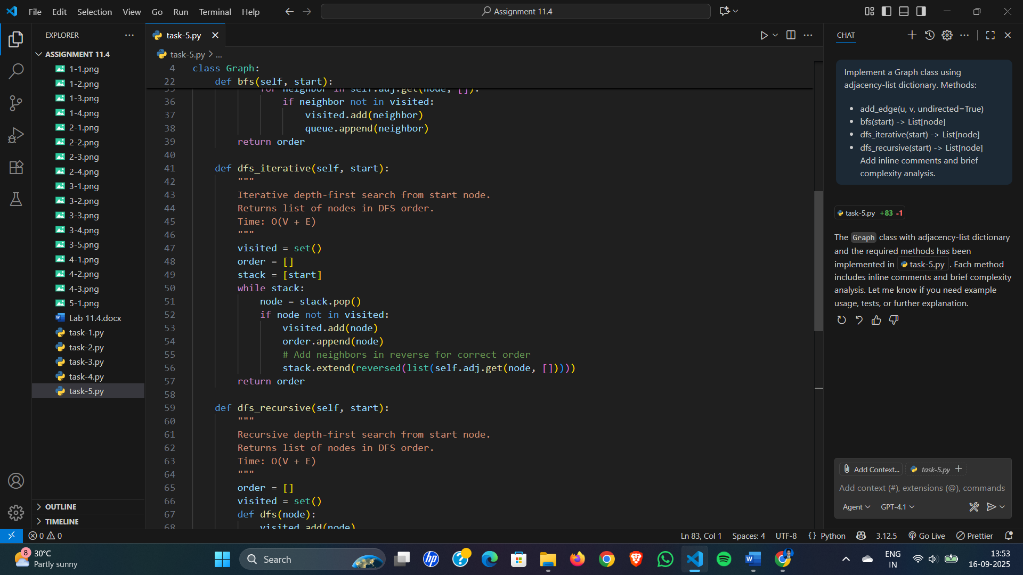 File Edit Selection View Go Run Terminal Help
Assignment 11.4
EXPLORER
ASSIGNMENT 11.4
1-1.png
1-2.png
1-3.png
1-4.png
2-1.png
2-2.png
2-3.png
2-4.png
3-1.png
3-2.png
3-3.png
3-4.png
3-5.png
4-1.png
4-2.png
4-3.png
5-1.png
Lab 11.4.docx
task-1.py
task-2.py
task-3.py
task-4.py
task-5.py
OUTLINE
TIMELINE
task-5.py
task-5.py > ...
4 class Graph:
22 def bfs(self, start):
35 for neighbor in self.adj.get(node, []):
36 if neighbor not in visited:
37 visited.add(neighbor)
38 queue.append(neighbor)
39 return order
40
41 def dfs_iterative(self, start):
42 """
43 Iterative depth-first search from start node.
44 Returns list of nodes in DFS order.
45 Time: O(V + E)
46 """
47 visited = set()
48 order = []
49 stack = [start]
50 while stack:
51 node = stack.pop()
52 if node not in visited:
53 visited.add(node)
54 order.append(node)
55 # Add neighbors in reverse for correct order
56 stack.extend(reversed(list(self.adj.get(node, []))))
57 return order
58
59 def dfs_recursive(self, start):
60 """
61 Recursive depth-first search from start node.
62 Returns list of nodes in DFS order.
63 Time: O(V + E)
64 """
65 order = []
66 visited = set()
67 def dfs(node):
68 visited.add(node)
CHAT
Implement a Graph class using
adjacency-list dictionary. Methods:
• add_edge(u, v, undirected=True)
• bfs(start) -> List[node]
• dfs_iterative(start) -> List[node]
• dfs_recursive(start) -> List[node]
Add inline comments and brief
complexity analysis.
task-5.py +83 -1
The Graph class with adjacency-list dictionary
and the required methods has been
implemented in task-5.py . Each method
includes inline comments and brief complexity
analysis. Let me know if you need example
usage, tests, or further explanation.
Add Context... task-5.py +
Add context (#), extensions (@), commands
Agent GPT-4.1
0 0
Ln 83, Col 1 Spaces: 4 UTF-8 {} Python 3.12.5 Go Live Prettier
8
30°C
Partly sunny
Search
ENG
IN
13:53
16-09-2025